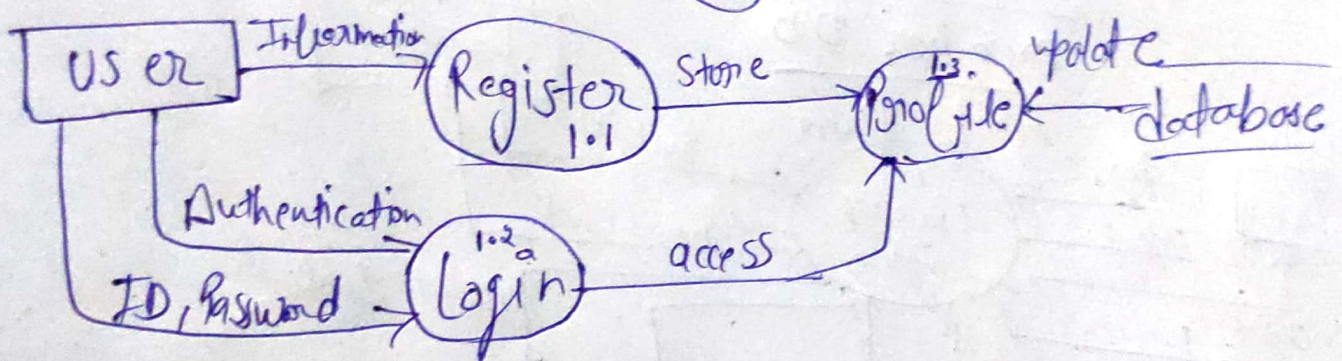 User
Information
Register
1.1
Store
1.3.
Profile
update
database
Authentication
1.2
Login
ID, Password
access